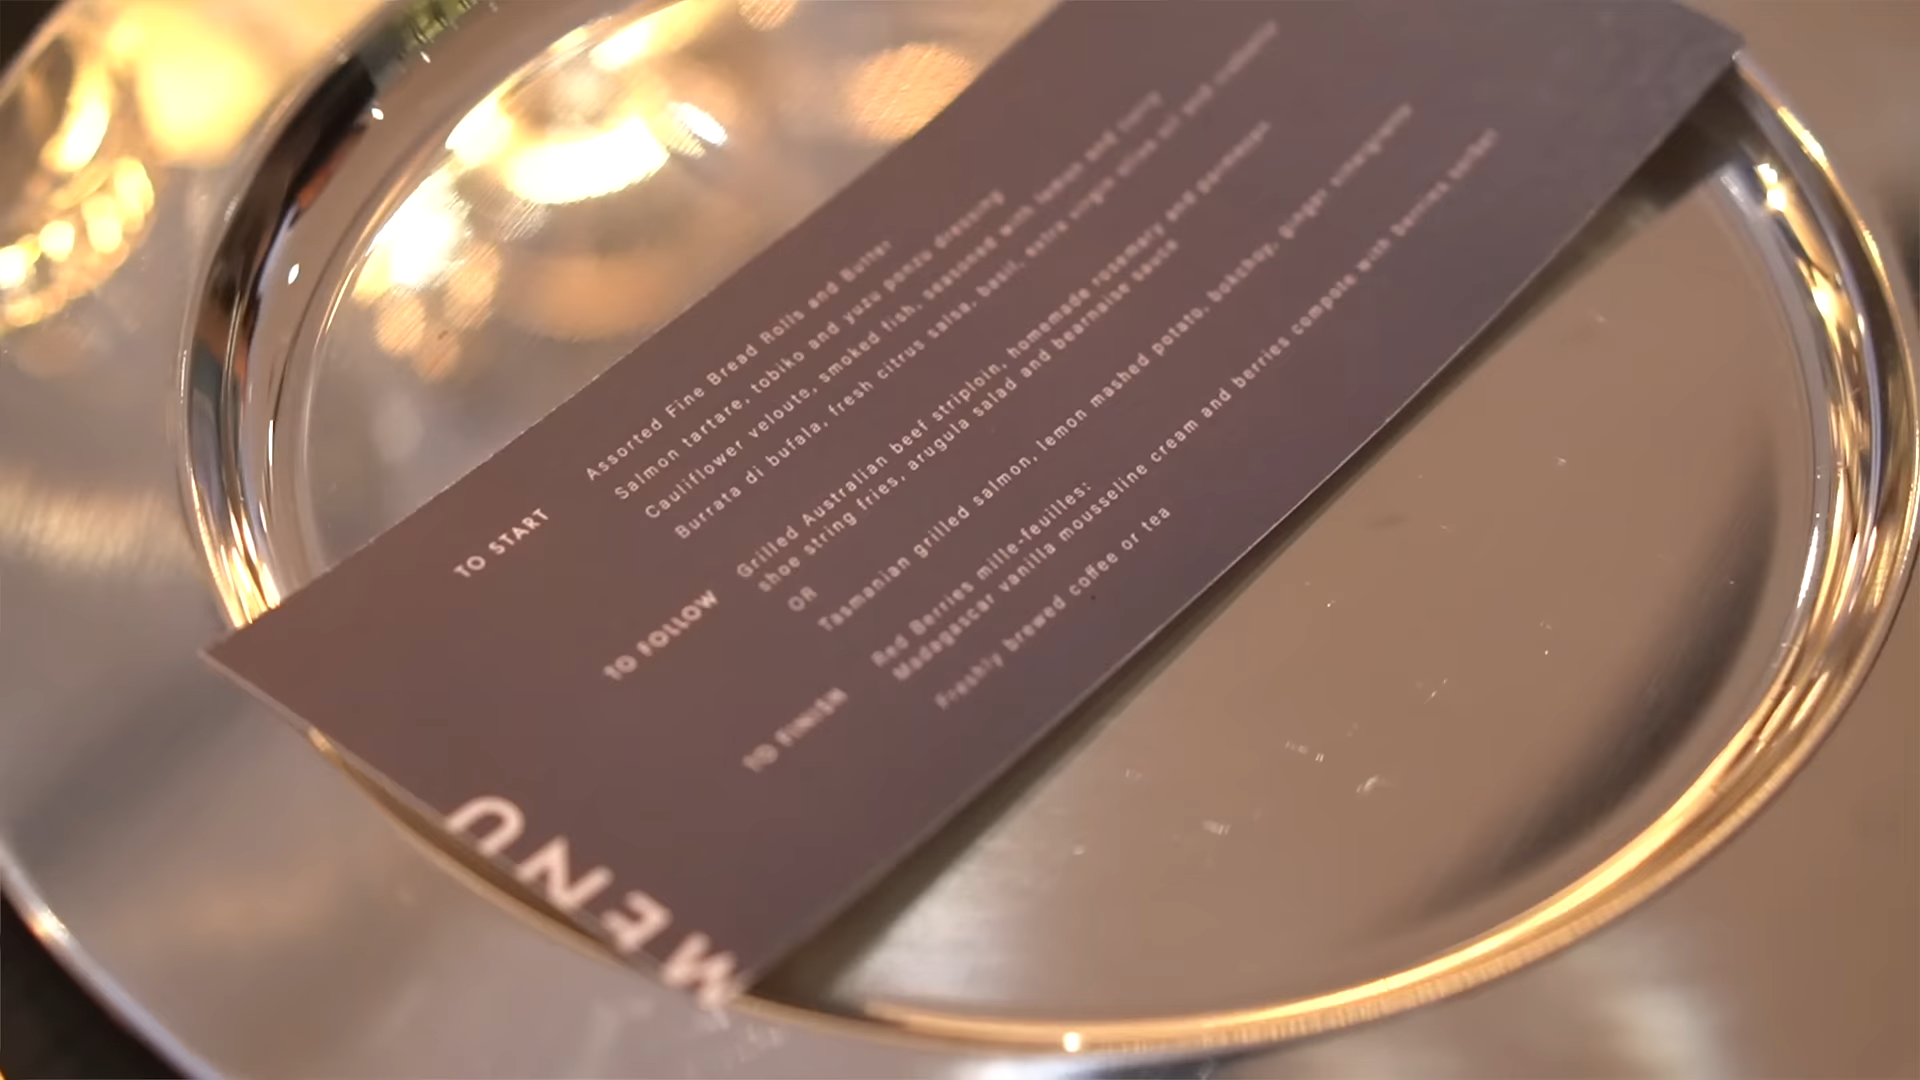 MENU
TO START
Assorted Fine Bread Rolls and Butter
Salmon tartare, tobiko and yuzu ponzu dressing
Cauliflower veloute, smoked fish, seasoned with lemon and
Burrata di bufala, fresh citrus salsa, basil, extra virgin olive oil and
TO FOLLOW
Grilled Australian beef striploin, homemade rosemary and parmesan
shoe string fries, arugula salad and bearnaise sauce
OR
Tasmanian grilled salmon, lemon mashed potato, bokchoy, ginger vinaigrette
TO FINISH
Red Berries mille-feuilles:
Madagascar vanilla mousseline cream and berries compote with berries sorbet
Freshly brewed coffee or tea